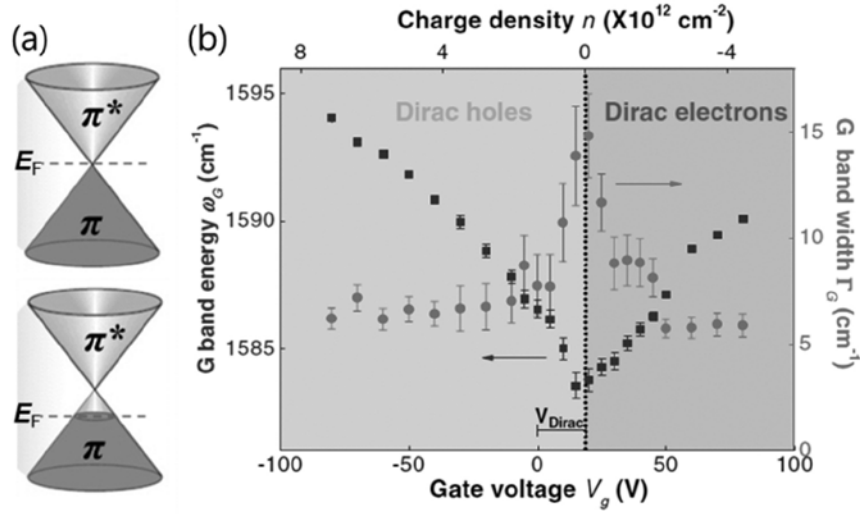 (a)
π*
E_F
π
π*
E_F
π
(b)
Charge density n (X10¹² cm⁻²)
8 4 0 -4
Dirac holes
Dirac electrons
1595
1590
1585
G band energy ω_G (cm⁻¹)
15
10
5
0
G band width Γ_G (cm⁻¹)
V_Dirac
-100 -50 0 50 100
Gate voltage V_g (V)